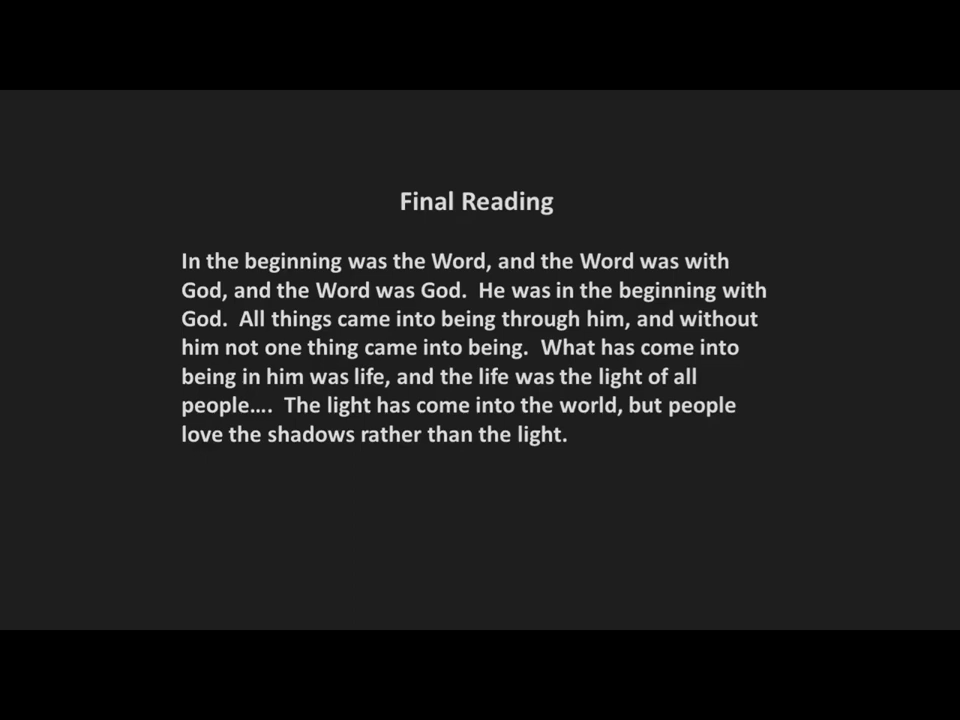 Final Reading
In the beginning was the Word, and the Word was with
God, and the Word was God.  He was in the beginning with
God.  All things came into being through him, and without
him not one thing came into being.  What has come into
being in him was life, and the life was the light of all
people….  The light has come into the world, but people
love the shadows rather than the light.